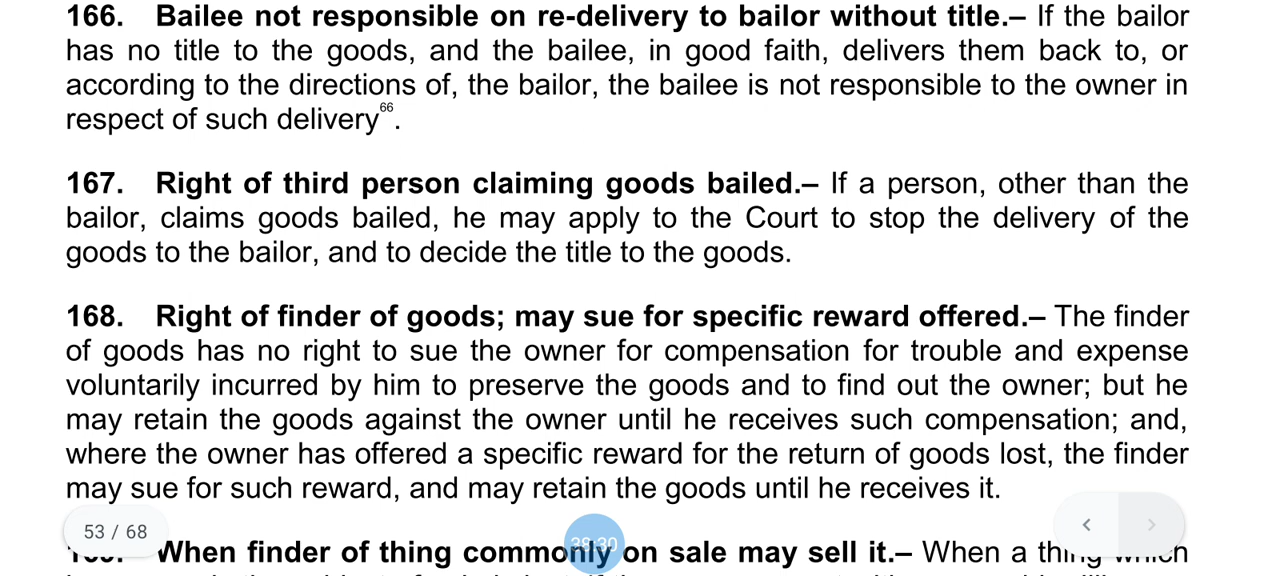 166. Bailee not responsible on re-delivery to bailor without title.– If the bailor
has no title to the goods, and the bailee, in good faith, delivers them back to, or
according to the directions of, the bailor, the bailee is not responsible to the owner in
respect of such delivery66.
167. Right of third person claiming goods bailed.– If a person, other than the
bailor, claims goods bailed, he may apply to the Court to stop the delivery of the
goods to the bailor, and to decide the title to the goods.
168. Right of finder of goods; may sue for specific reward offered.– The finder
of goods has no right to sue the owner for compensation for trouble and expense
voluntarily incurred by him to preserve the goods and to find out the owner; but he
may retain the goods against the owner until he receives such compensation; and,
where the owner has offered a specific reward for the return of goods lost, the finder
may sue for such reward, and may retain the goods until he receives it.
53 / 68
38:30
When finder of thing commonly on sale may sell it.– When a thing which